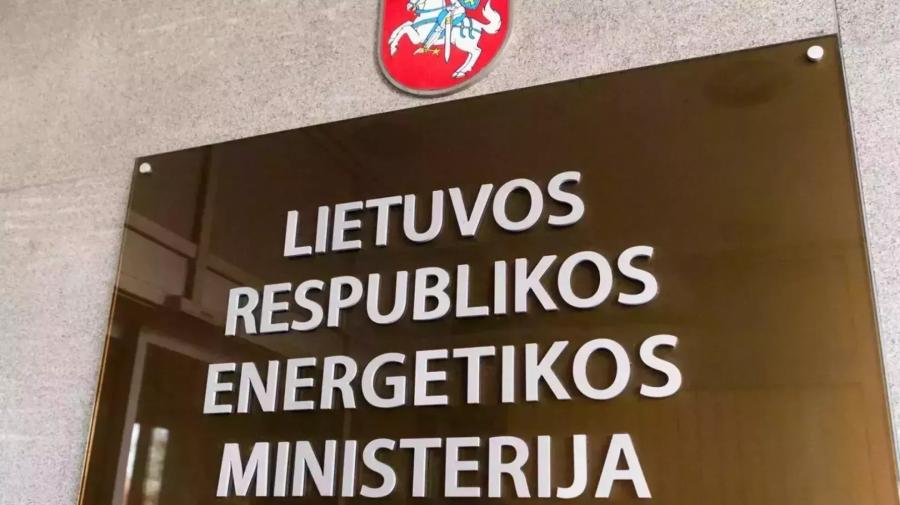 LIETUVOS
RESPUBLIKOS
ENERGETIKOS
MINISTERIJA